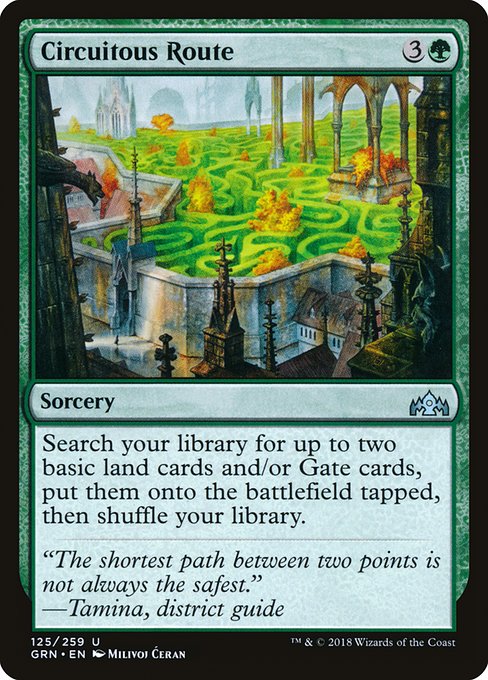 Circuitous Route 3
Sorcery
Search your library for up to two
basic land cards and/or Gate cards,
put them onto the battlefield tapped,
then shuffle your library.
“The shortest path between two points is
not always the safest.”
—Tamina, district guide
125/259 U
GRN • EN Milivoj Ćeran
™ & © 2018 Wizards of the Coast